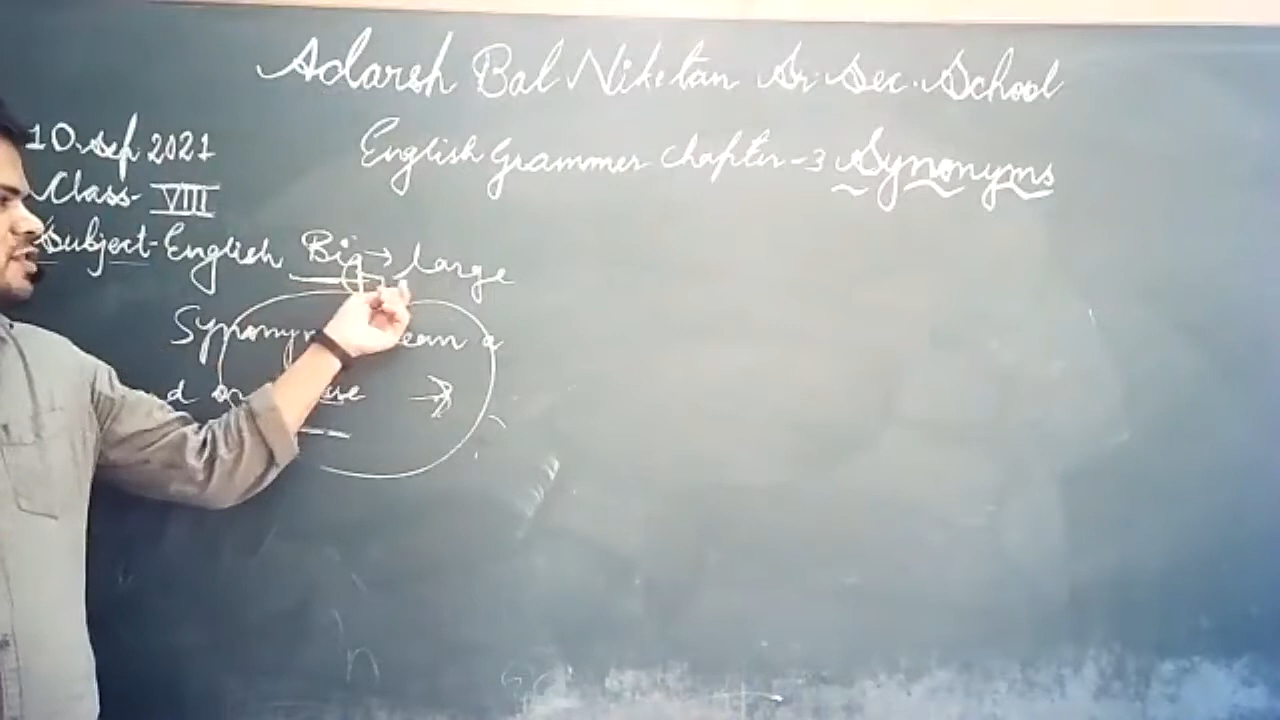 Adarsh Bal Niketan Sr. Sec. School
10 Sep 2021
English Grammer Chapter-3 Synonyms
Class- VIII
Subject-English
Big → large
a